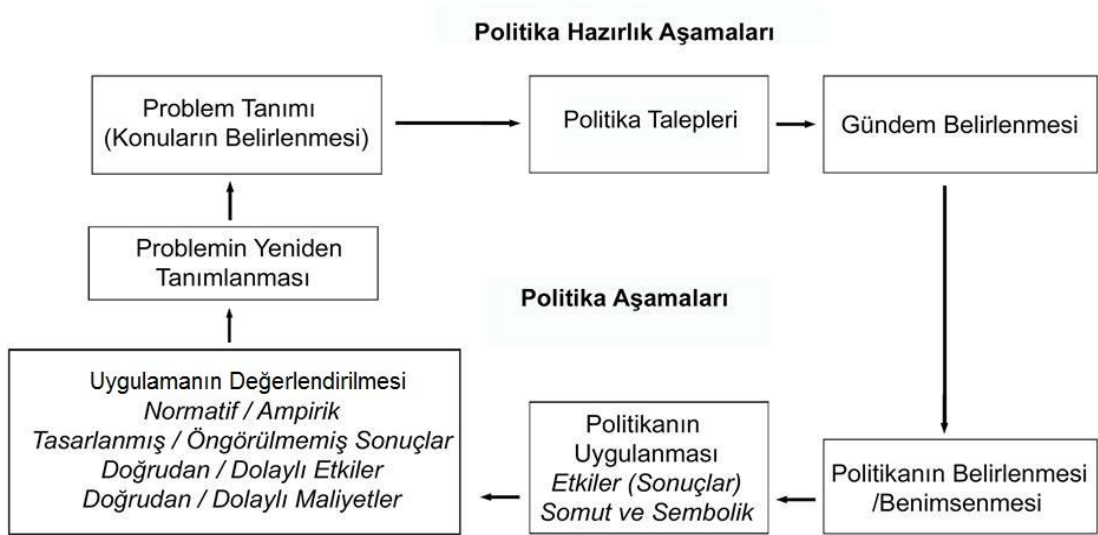 Politika Hazırlık Aşamaları
Problem Tanımı
(Konuların Belirlenmesi)
Politika Talepleri
Gündem Belirlenmesi
Problemin Yeniden
Tanımlanması
Politika Aşamaları
Uygulamanın Değerlendirilmesi
Normatif / Ampirik
Tasarlanmış / Öngörülmemiş Sonuçlar
Doğrudan / Dolaylı Etkiler
Doğrudan / Dolaylı Maliyetler
Politikanın
Uygulanması
Etkiler (Sonuçlar)
Somut ve Sembolik
Politikanın Belirlenmesi
/Benimsenmesi